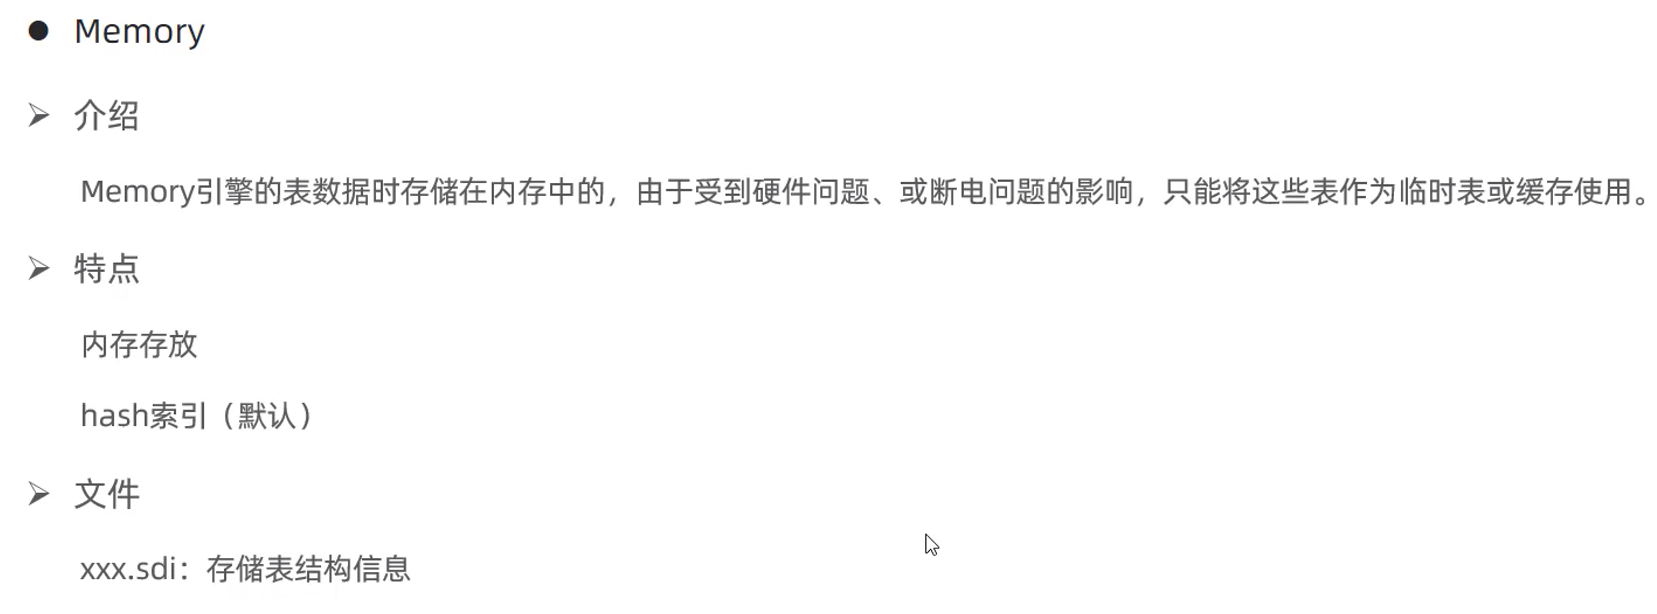 ● Memory
➢ 介绍
Memory引擎的表数据时存储在内存中的，由于受到硬件问题、或断电问题的影响，只能将这些表作为临时表或缓存使用。
➢ 特点
内存存放
hash索引（默认）
➢ 文件
xxx.sdi：存储表结构信息